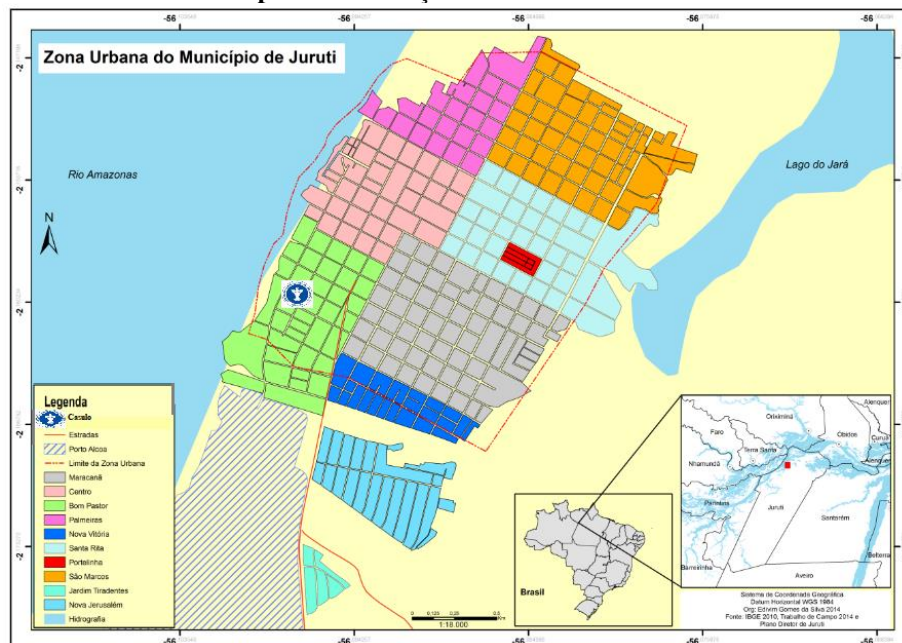 Zona Urbana do Município de Juruti
Rio Amazonas
Lago do Jará
N
Legenda
Casulo
Estradas
Porto Alcoa
Limite da Zona Urbana
Maracanã
Centro
Bom Pastor
Palmeiras
Nova Vitória
Santa Rita
Portelinha
São Marcos
Jardim Tiradentes
Nova Jerusalém
Hidrografia
1:18.000
Brasil
Alenquer
Oriximiná
Faro
Óbidos
Curuá
Terra Santa
Alenquer
Nhamundá
Parintins
Juruti
Santarém
Barreirinha
Belterra
Aveiro
Sistema de Coordenada Geográfica
Datum Horizontal WGS 1984
Org: Edivim Gomes da Silva 2014
Fonte: IBGE 2010, Trabalho de Campo 2014 e
Plano Diretor de Juruti